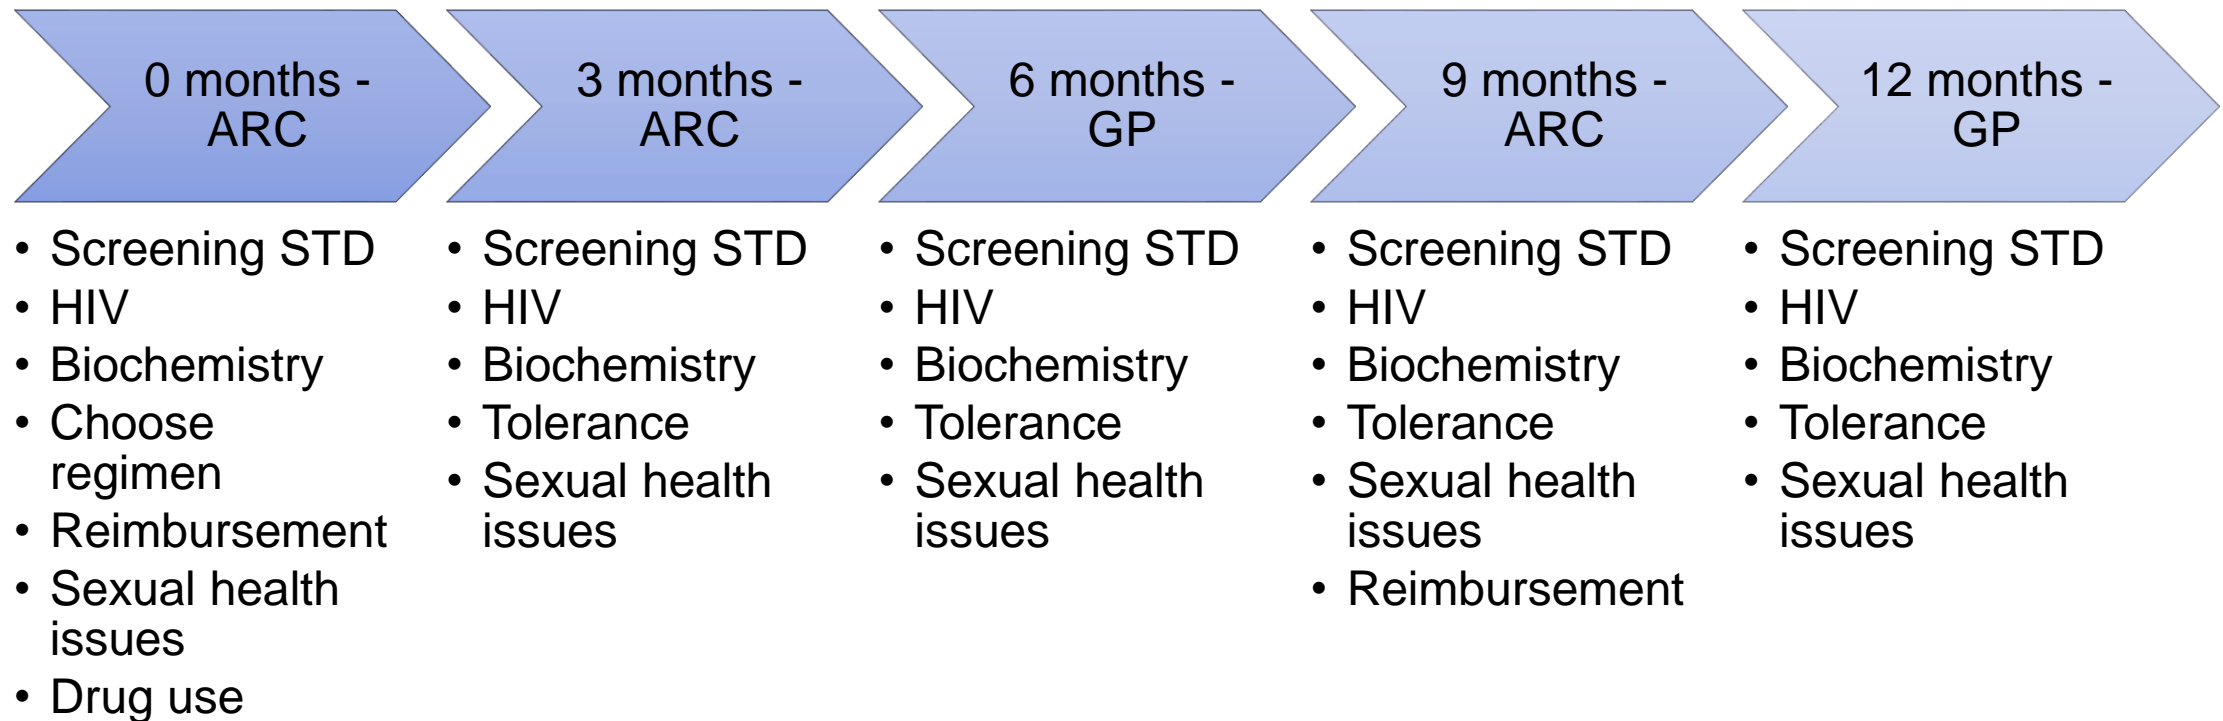 0 months -
ARC
• Screening STD
• HIV
• Biochemistry
• Choose
regimen
• Reimbursement
• Sexual health
issues
• Drug use
3 months -
ARC
• Screening STD
• HIV
• Biochemistry
• Tolerance
• Sexual health
issues
6 months -
GP
• Screening STD
• HIV
• Biochemistry
• Tolerance
• Sexual health
issues
9 months -
ARC
• Screening STD
• HIV
• Biochemistry
• Tolerance
• Sexual health
issues
• Reimbursement
12 months -
GP
• Screening STD
• HIV
• Biochemistry
• Tolerance
• Sexual health
issues